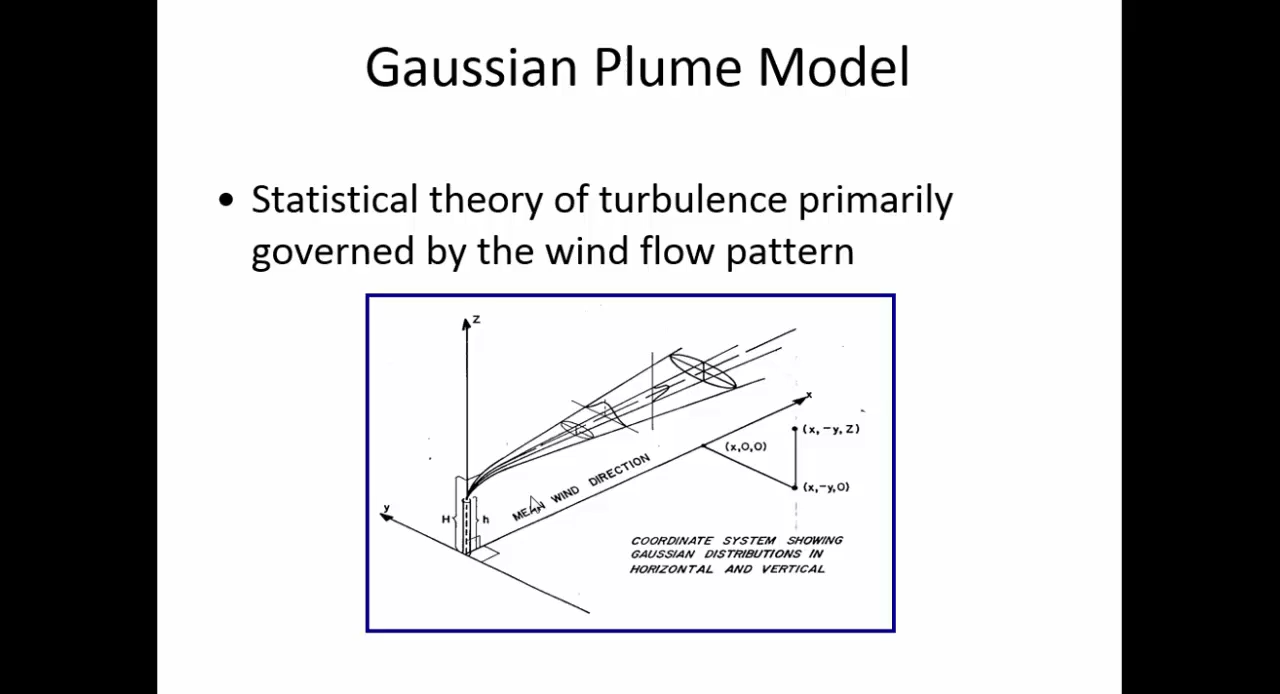 Gaussian Plume Model
• Statistical theory of turbulence primarily
governed by the wind flow pattern
z
x
(x,-y,Z)
(x,0,0)
(x,-y,0)
MEAN WIND DIRECTION
y
H
h
COORDINATE SYSTEM SHOWING
GAUSSIAN DISTRIBUTIONS IN
HORIZONTAL AND VERTICAL